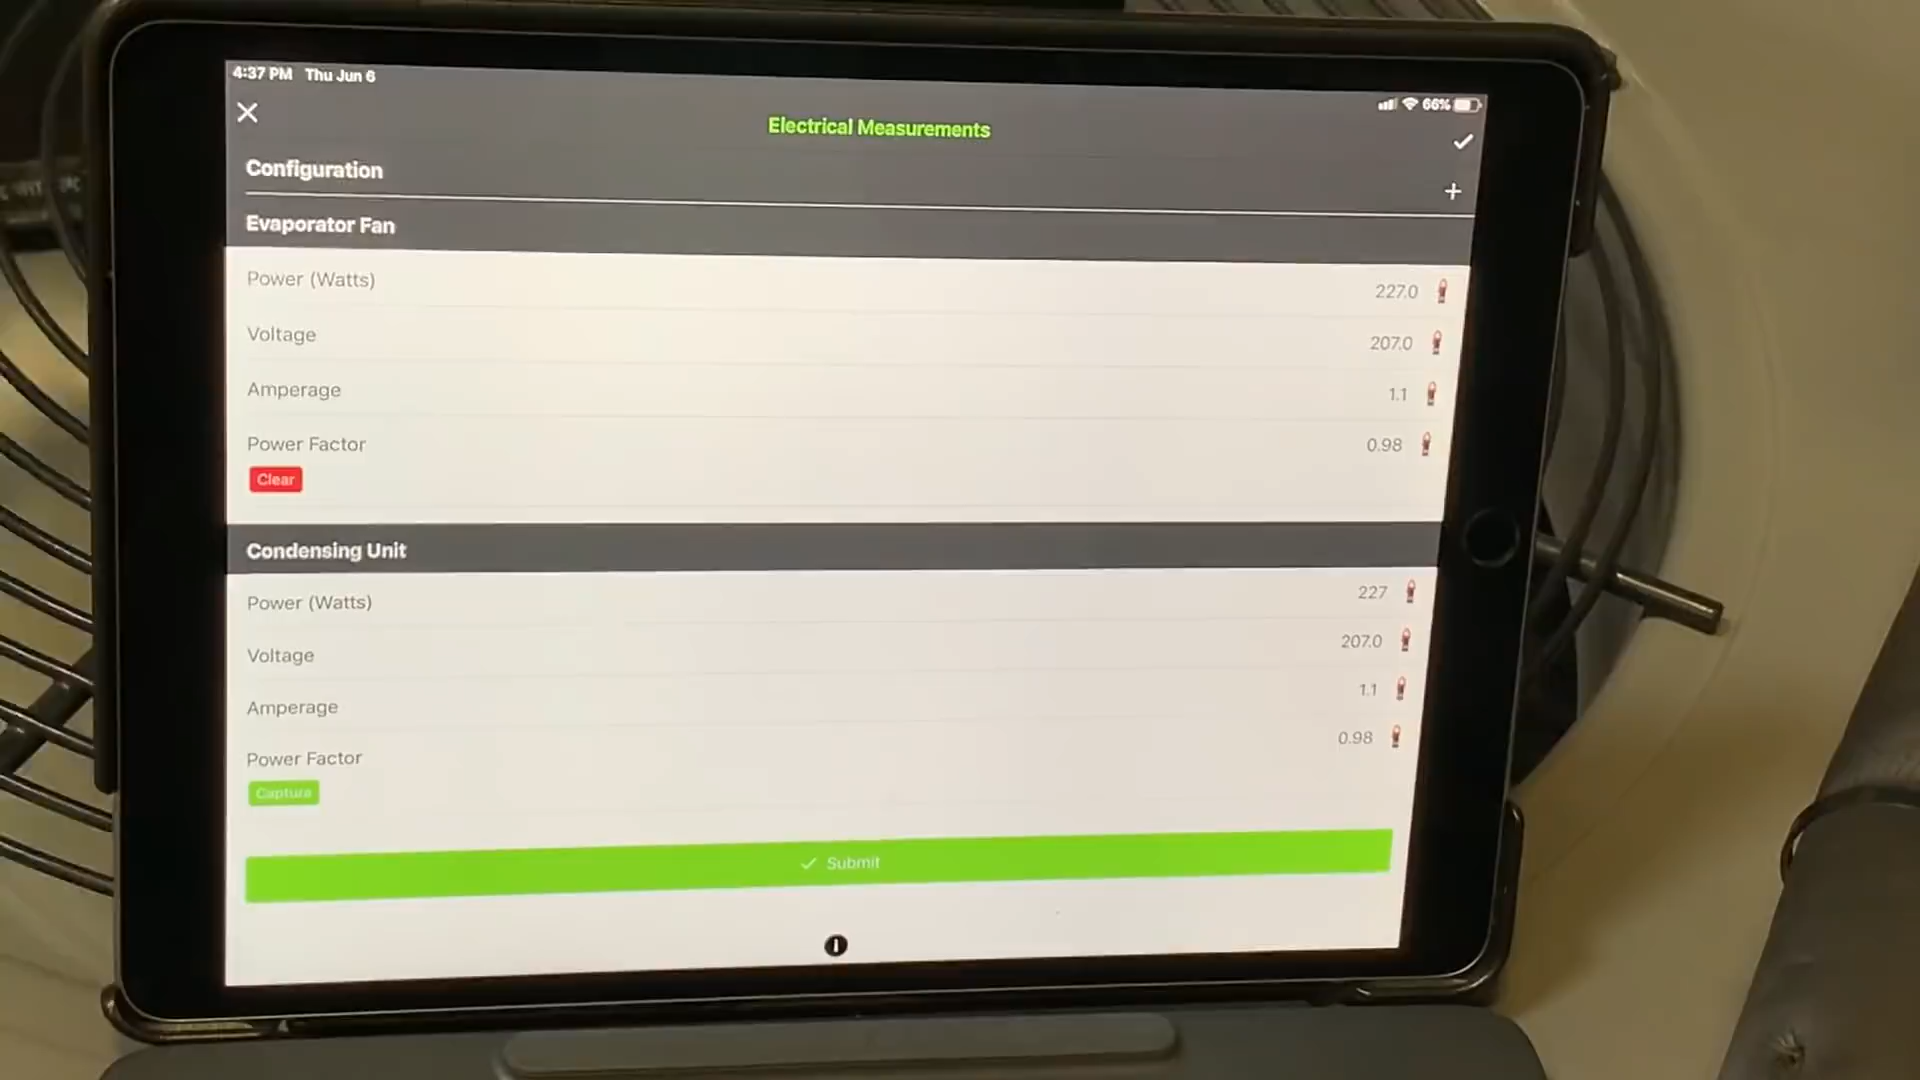 4:37 PM Thu Jun 6
66%
Electrical Measurements
Configuration
Evaporator Fan
Power (Watts) 227.0
Voltage 207.0
Amperage 1.1
Power Factor 0.98
Clear
Condensing Unit
Power (Watts) 227
Voltage 207.0
Amperage 1.1
Power Factor 0.98
Capture
Submit